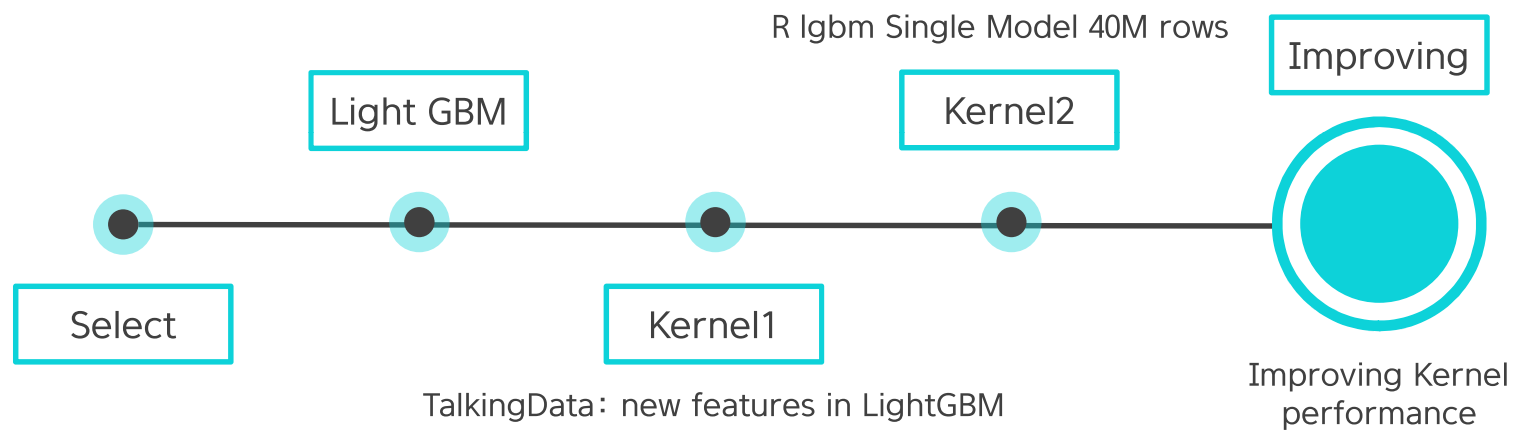 R lgbm Single Model 40M rows
Improving
Light GBM
Kernel2
Select
Kernel1
TalkingData: new features in LightGBM
Improving Kernel
performance